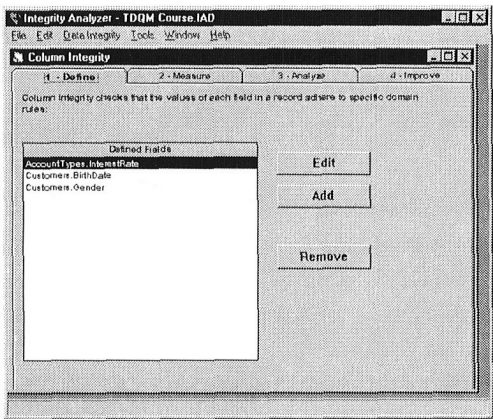 Integrity Analyzer - TDQM Course.IAD
File Edit Data Integrity Tools Window Help
Column Integrity
1 - Define 2 - Measure 3 - Analyze 4 - Improve
Column Integrity checks that the values of each field in a record adhere to specific domain
rules:
Defined Fields
AccountTypes.InterestRate
Customers.BirthDate
Customers.Gender
Edit
Add
Remove